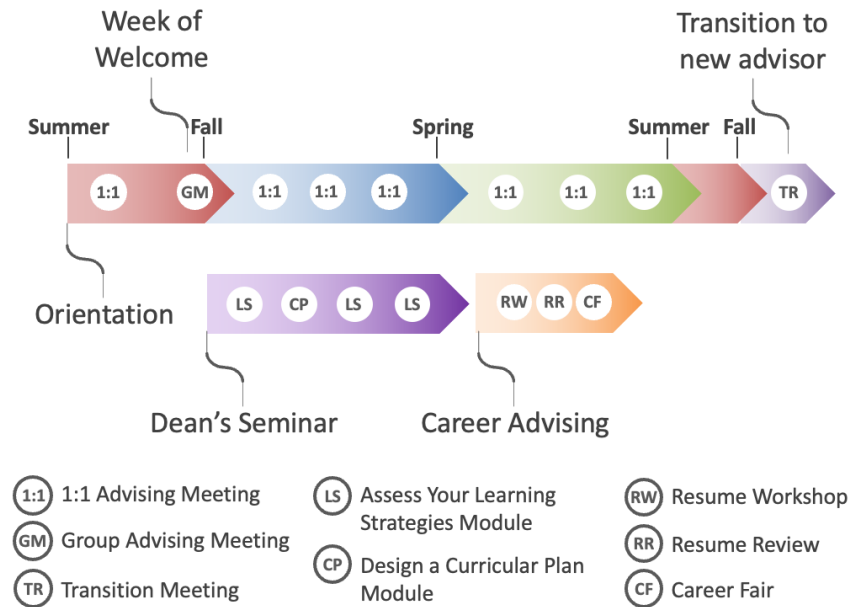 Week of
Welcome
Transition to
new advisor
Summer
Fall
Spring
Summer
Fall
1:1
GM
1:1
1:1
1:1
1:1
1:1
1:1
TR
Orientation
LS
CP
LS
LS
RW
RR
CF
Dean's Seminar
Career Advising
1:1 1:1 Advising Meeting
GM Group Advising Meeting
TR Transition Meeting
LS Assess Your Learning
Strategies Module
CP Design a Curricular Plan
Module
RW Resume Workshop
RR Resume Review
CF Career Fair